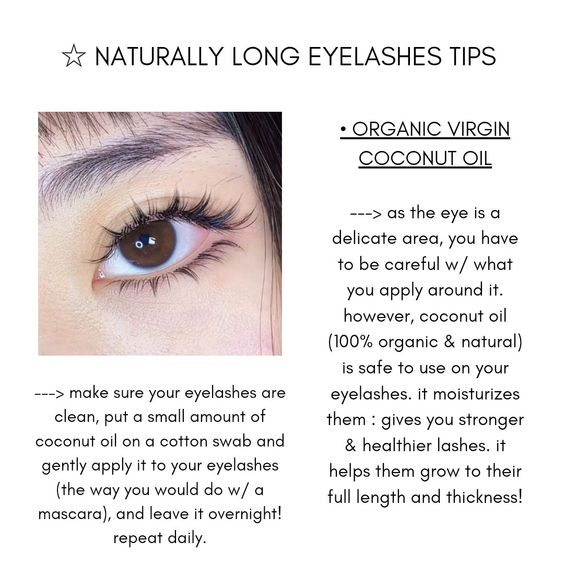 ☆ NATURALLY LONG EYELASHES TIPS
• ORGANIC VIRGIN
COCONUT OIL
---> as the eye is a
delicate area, you have
to be careful w/ what
you apply around it.
however, coconut oil
(100% organic & natural)
is safe to use on your
eyelashes. it moisturizes
them : gives you stronger
& healthier lashes. it
helps them grow to their
full length and thickness!
---> make sure your eyelashes are
clean, put a small amount of
coconut oil on a cotton swab and
gently apply it to your eyelashes
(the way you would do w/ a
mascara), and leave it overnight!
repeat daily.